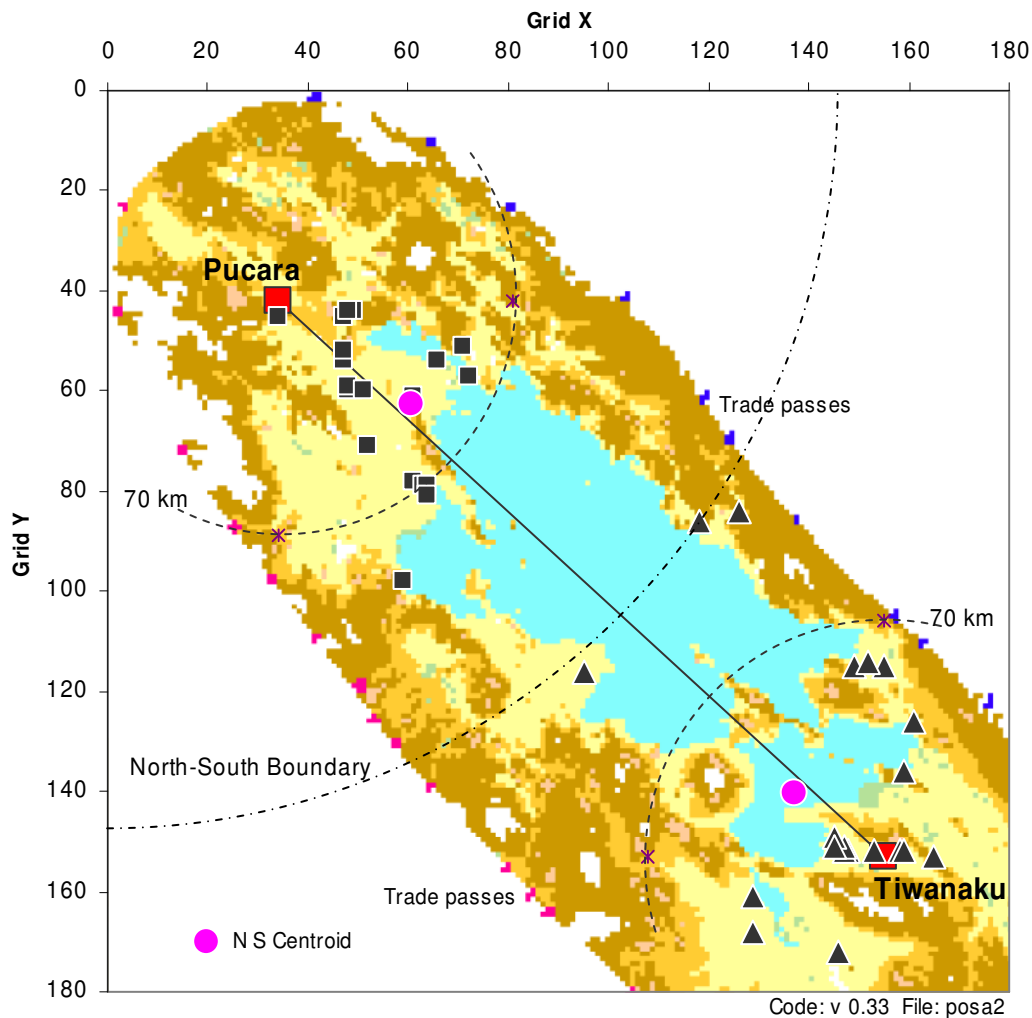 Grid X
0 20 40 60 80 100 120 140 160 180
Grid Y
0
20
40
60
80
100
120
140
160
180
Pucara
Trade passes
70 km
70 km
North-South Boundary
Trade passes
Tiwanaku
N S Centroid
Code: v 0.33 File: posa2